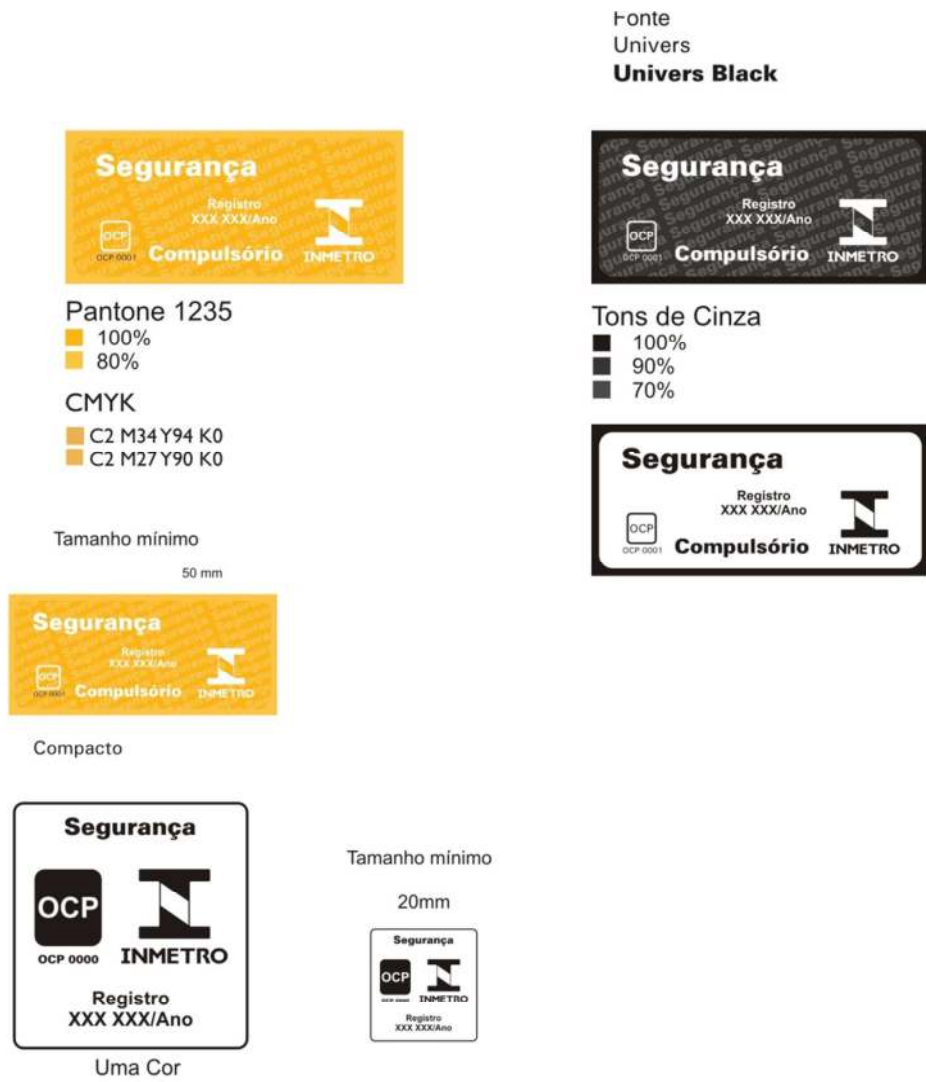 Fonte
Univers
Univers Black
Segurança
Registro
XXX XXX/Ano
OCP
OCP 0001
Compulsório
INMETRO
Pantone 1235
100%
80%
CMYK
C2 M34 Y94 K0
C2 M27 Y90 K0
Segurança
Registro
XXX XXX/Ano
OCP
OCP 0001
Compulsório
INMETRO
Tons de Cinza
100%
90%
70%
Segurança
Registro
XXX XXX/Ano
OCP
OCP 0001
Compulsório
INMETRO
Tamanho mínimo
50 mm
Segurança
Registro
XXX XXX/Ano
OCP
OCP 0001
Compulsório
INMETRO
Compacto
Segurança
OCP
OCP 0000
INMETRO
Registro
XXX XXX/Ano
Uma Cor
Tamanho mínimo
20mm
Segurança
OCP
INMETRO
Registro
XXX XXX/Ano